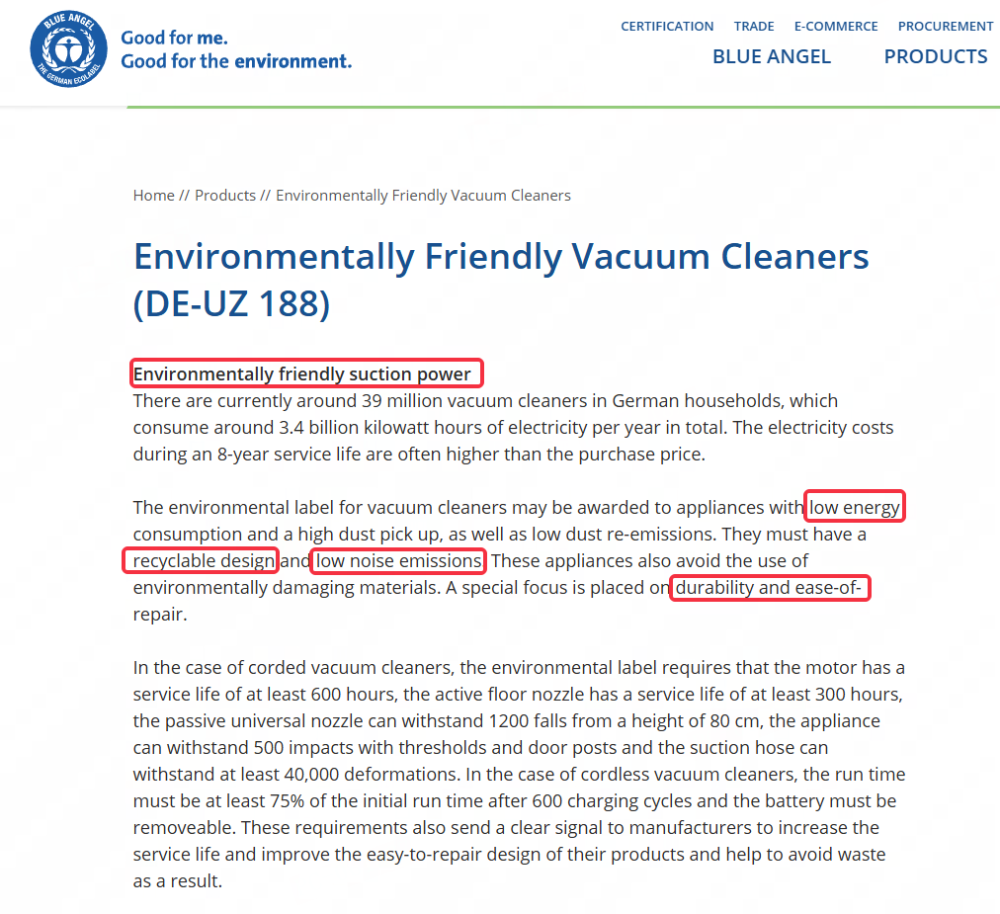 BLUE ANGEL
THE GERMAN ECOLABEL
Good for me.
Good for the environment.
CERTIFICATION TRADE E-COMMERCE PROCUREMENT
BLUE ANGEL PRODUCTS
Home // Products // Environmentally Friendly Vacuum Cleaners
Environmentally Friendly Vacuum Cleaners
(DE-UZ 188)
Environmentally friendly suction power
There are currently around 39 million vacuum cleaners in German households, which
consume around 3.4 billion kilowatt hours of electricity per year in total. The electricity costs
during an 8-year service life are often higher than the purchase price.
The environmental label for vacuum cleaners may be awarded to appliances with low energy
consumption and a high dust pick up, as well as low dust re-emissions. They must have a
recyclable design and low noise emissions. These appliances also avoid the use of
environmentally damaging materials. A special focus is placed on durability and ease-of-
repair.
In the case of corded vacuum cleaners, the environmental label requires that the motor has a
service life of at least 600 hours, the active floor nozzle has a service life of at least 300 hours,
the passive universal nozzle can withstand 1200 falls from a height of 80 cm, the appliance
can withstand 500 impacts with thresholds and door posts and the suction hose can
withstand at least 40,000 deformations. In the case of cordless vacuum cleaners, the run time
must be at least 75% of the initial run time after 600 charging cycles and the battery must be
removeable. These requirements also send a clear signal to manufacturers to increase the
service life and improve the easy-to-repair design of their products and help to avoid waste
as a result.